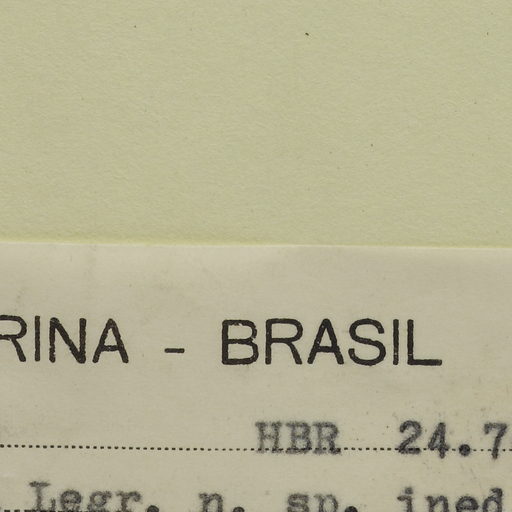 RINA - BRASIL
HBR 24.7
Legr. n. sp. ined